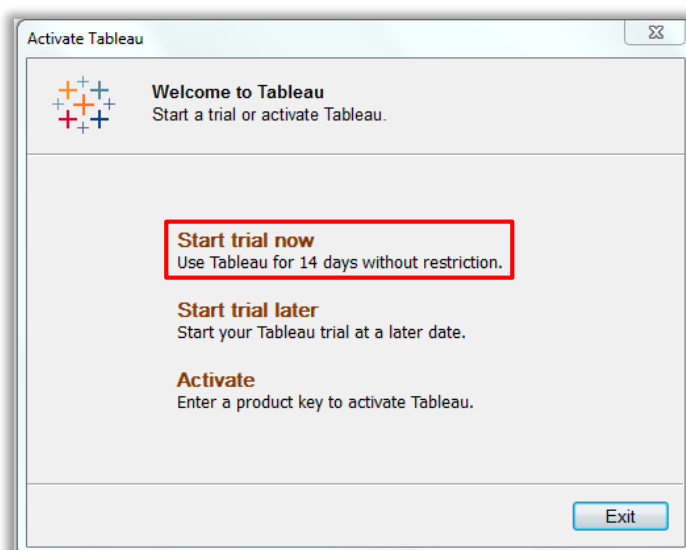 Activate Tableau
Welcome to Tableau
Start a trial or activate Tableau.
Start trial now
Use Tableau for 14 days without restriction.
Start trial later
Start your Tableau trial at a later date.
Activate
Enter a product key to activate Tableau.
Exit